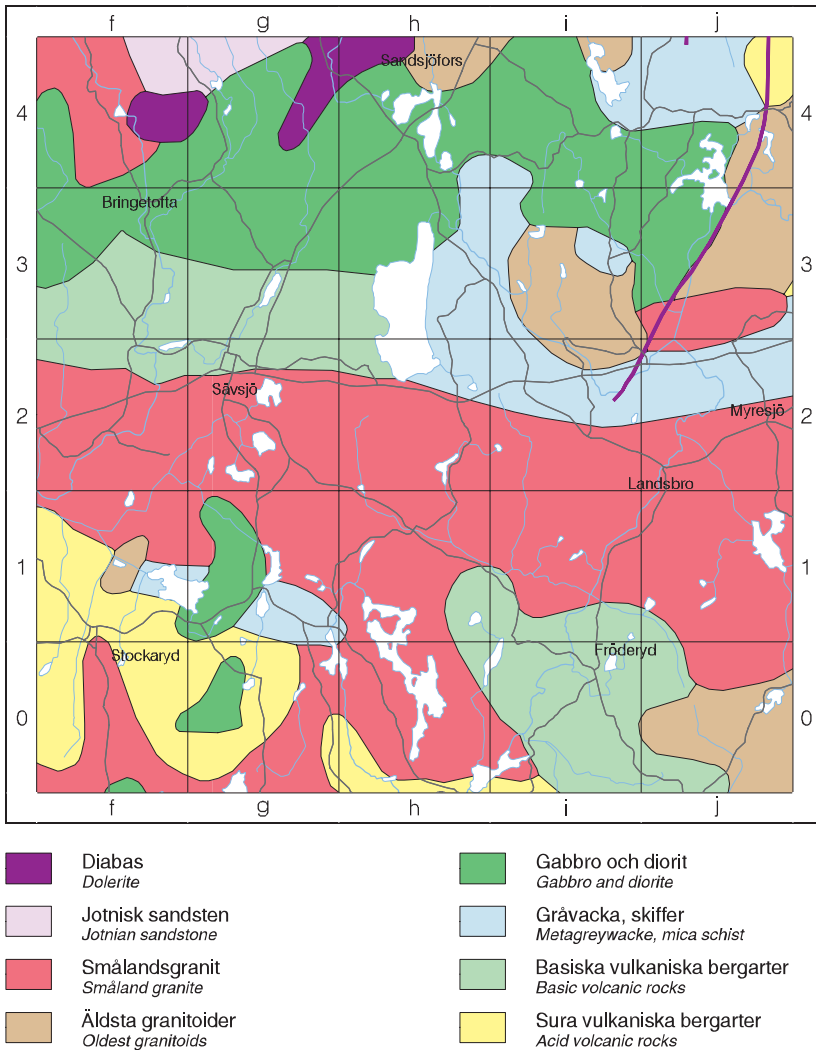 f g h i j
Sandsjöfors
4 4
Bringetofta
3 3
Sävsjö
Myresjö
2 2
Landsbro
1 1
Fröderyd
Stockaryd
0 0
f g h i j
Diabas
Dolerite
Jotnisk sandsten
Jotnian sandstone
Smålandsgranit
Småland granite
Äldsta granitoider
Oldest granitoids
Gabbro och diorit
Gabbro and diorite
Gråvacka, skiffer
Metagreywacke, mica schist
Basiska vulkaniska bergarter
Basic volcanic rocks
Sura vulkaniska bergarter
Acid volcanic rocks